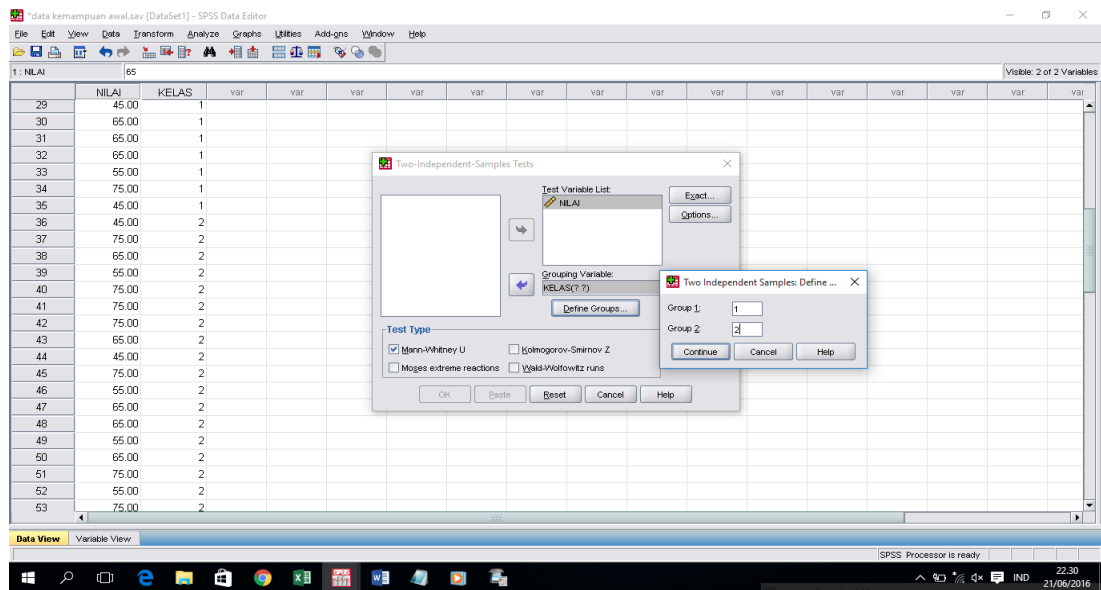 *data kemampuan awal.sav [DataSet1] - SPSS Data Editor
File Edit View Data Transform Analyze Graphs Utilities Add-ons Window Help
1 : NILAI 65 Visible: 2 of 2 Variables
NILAI KELAS var var var var var var var var var var var var var var
29 45.00 1
30 65.00 1
31 65.00 1
32 65.00 1
33 55.00 1
34 75.00 1
35 45.00 1
36 45.00 2
37 75.00 2
38 65.00 2
39 55.00 2
40 75.00 2
41 75.00 2
42 75.00 2
43 65.00 2
44 45.00 2
45 75.00 2
46 55.00 2
47 65.00 2
48 65.00 2
49 55.00 2
50 65.00 2
51 75.00 2
52 55.00 2
53 75.00 2
Two-Independent-Samples Tests
Test Variable List:
NILAI
Exact...
Options...
Grouping Variable:
KELAS(? ?)
Define Groups...
Test Type
Mann-Whitney U Kolmogorov-Smirnov Z
Moses extreme reactions Wald-Wolfowitz runs
OK Paste Reset Cancel Help
Two Independent Samples: Define ...
Group 1: 1
Group 2: 2
Continue Cancel Help
Data View Variable View
SPSS Processor is ready
IND 22.30
21/06/2016